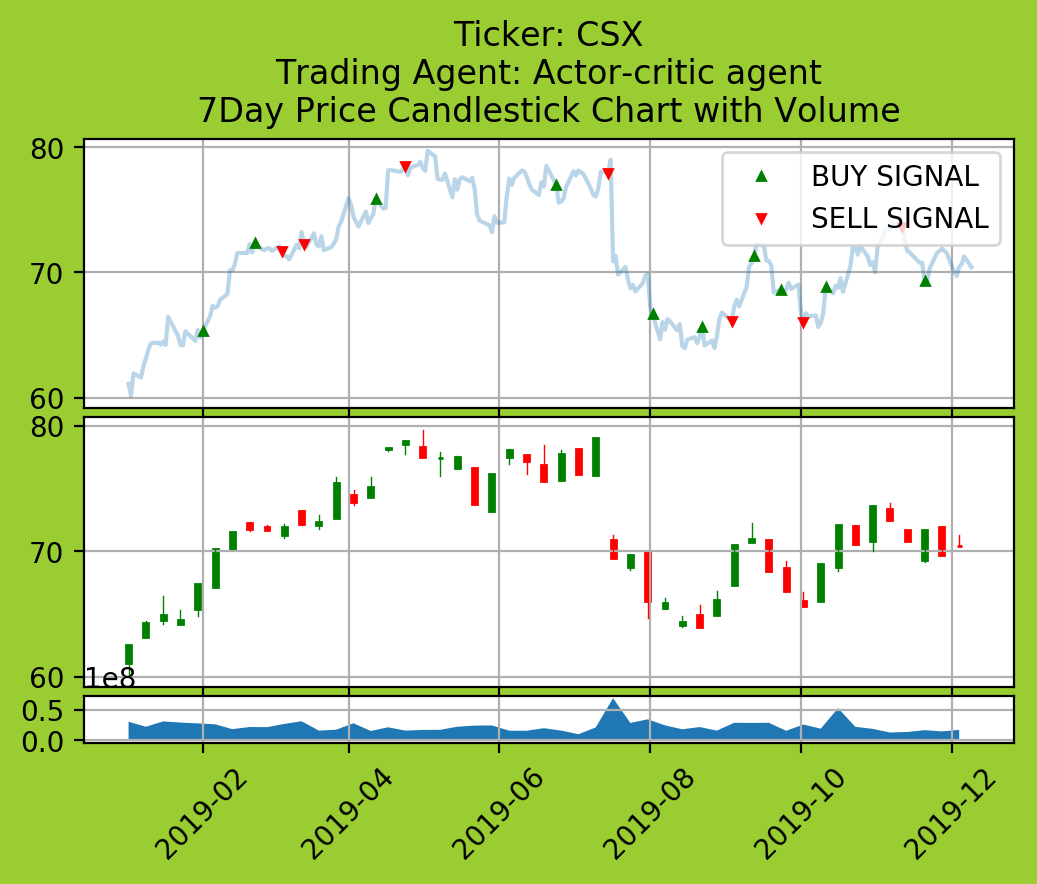 Ticker: CSX
Trading Agent: Actor-critic agent
7Day Price Candlestick Chart with Volume
80
70
60
BUY SIGNAL
SELL SIGNAL
80
70
60
1e8
0.5
0.0
2019-02
2019-04
2019-06
2019-08
2019-10
2019-12